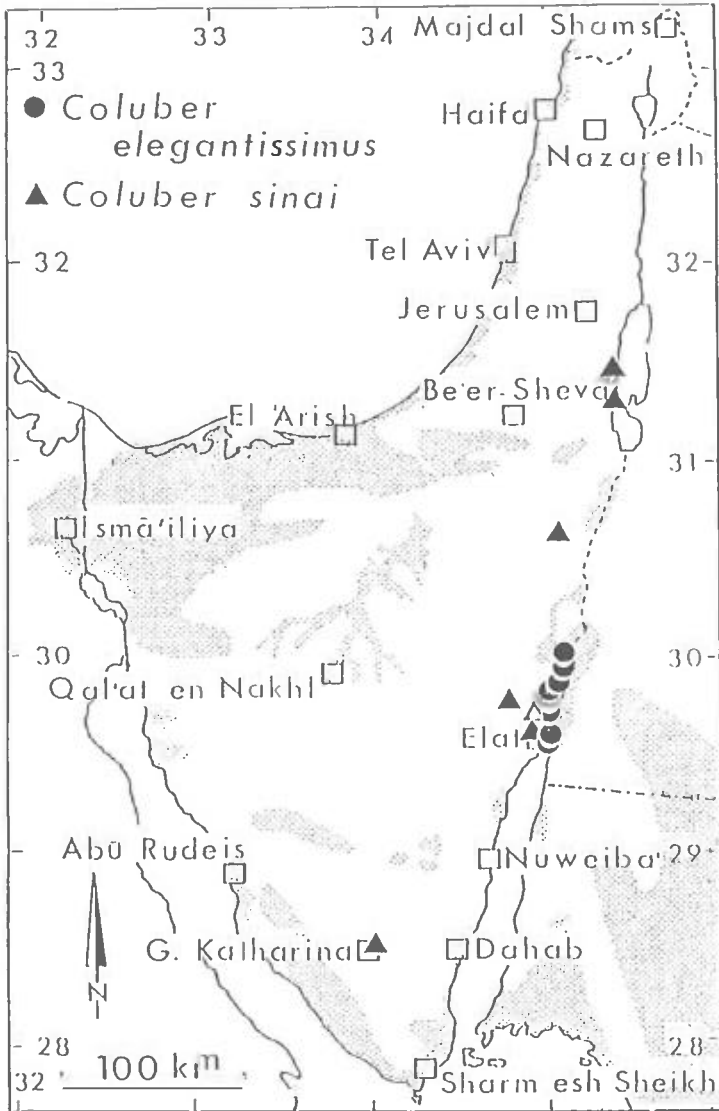 32 33 34 Majdal Shams
33
Coluber
elegantissimus
Haifa
Nazareth
Coluber sinai
32 Tel Aviv 32
Jerusalem
Be'er-Sheva
El 'Arish
31 31
Ismā'iliya
30 30
Qal'at en Nakhl
Elat
Abū Rudeis 29
Nuweiba'
G. Katharina Dahab
N
28 28
100 km
32 Sharm esh Sheikh